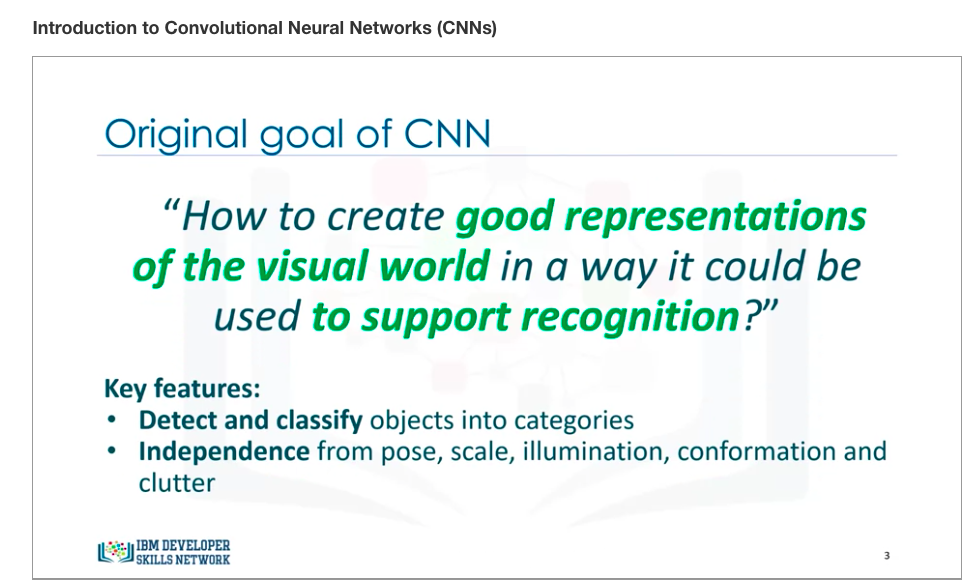 Introduction to Convolutional Neural Networks (CNNs)
Original goal of CNN
“How to create good representations
of the visual world in a way it could be
used to support recognition?”
Key features:
• Detect and classify objects into categories
• Independence from pose, scale, illumination, conformation and
clutter
IBM DEVELOPER
SKILLS NETWORK
3